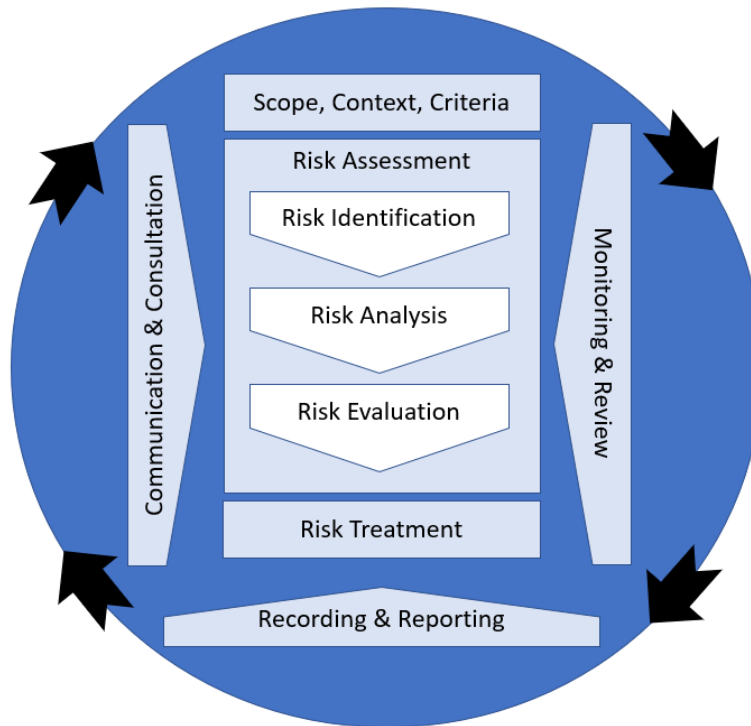 Scope, Context, Criteria
Risk Assessment
Risk Identification
Risk Analysis
Risk Evaluation
Risk Treatment
Communication & Consultation
Monitoring & Review
Recording & Reporting